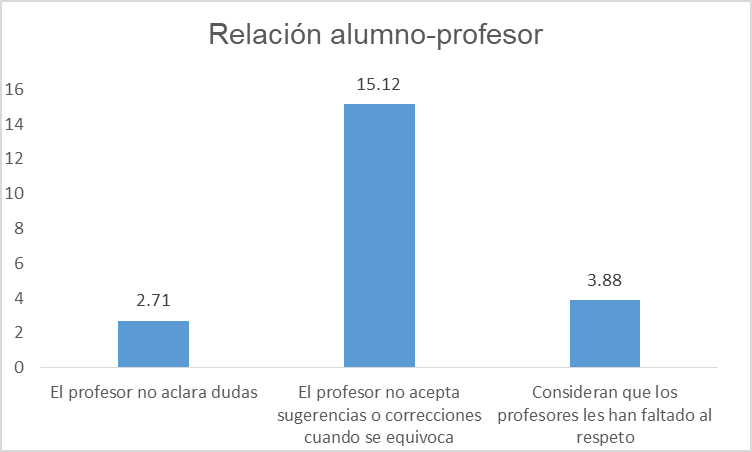 Relación alumno-profesor
16
14
12
10
8
6
4
2
0
2.71
15.12
3.88
El profesor no aclara dudas
El profesor no acepta
sugerencias o correcciones
cuando se equivoca
Consideran que los
profesores les han faltado al
respeto